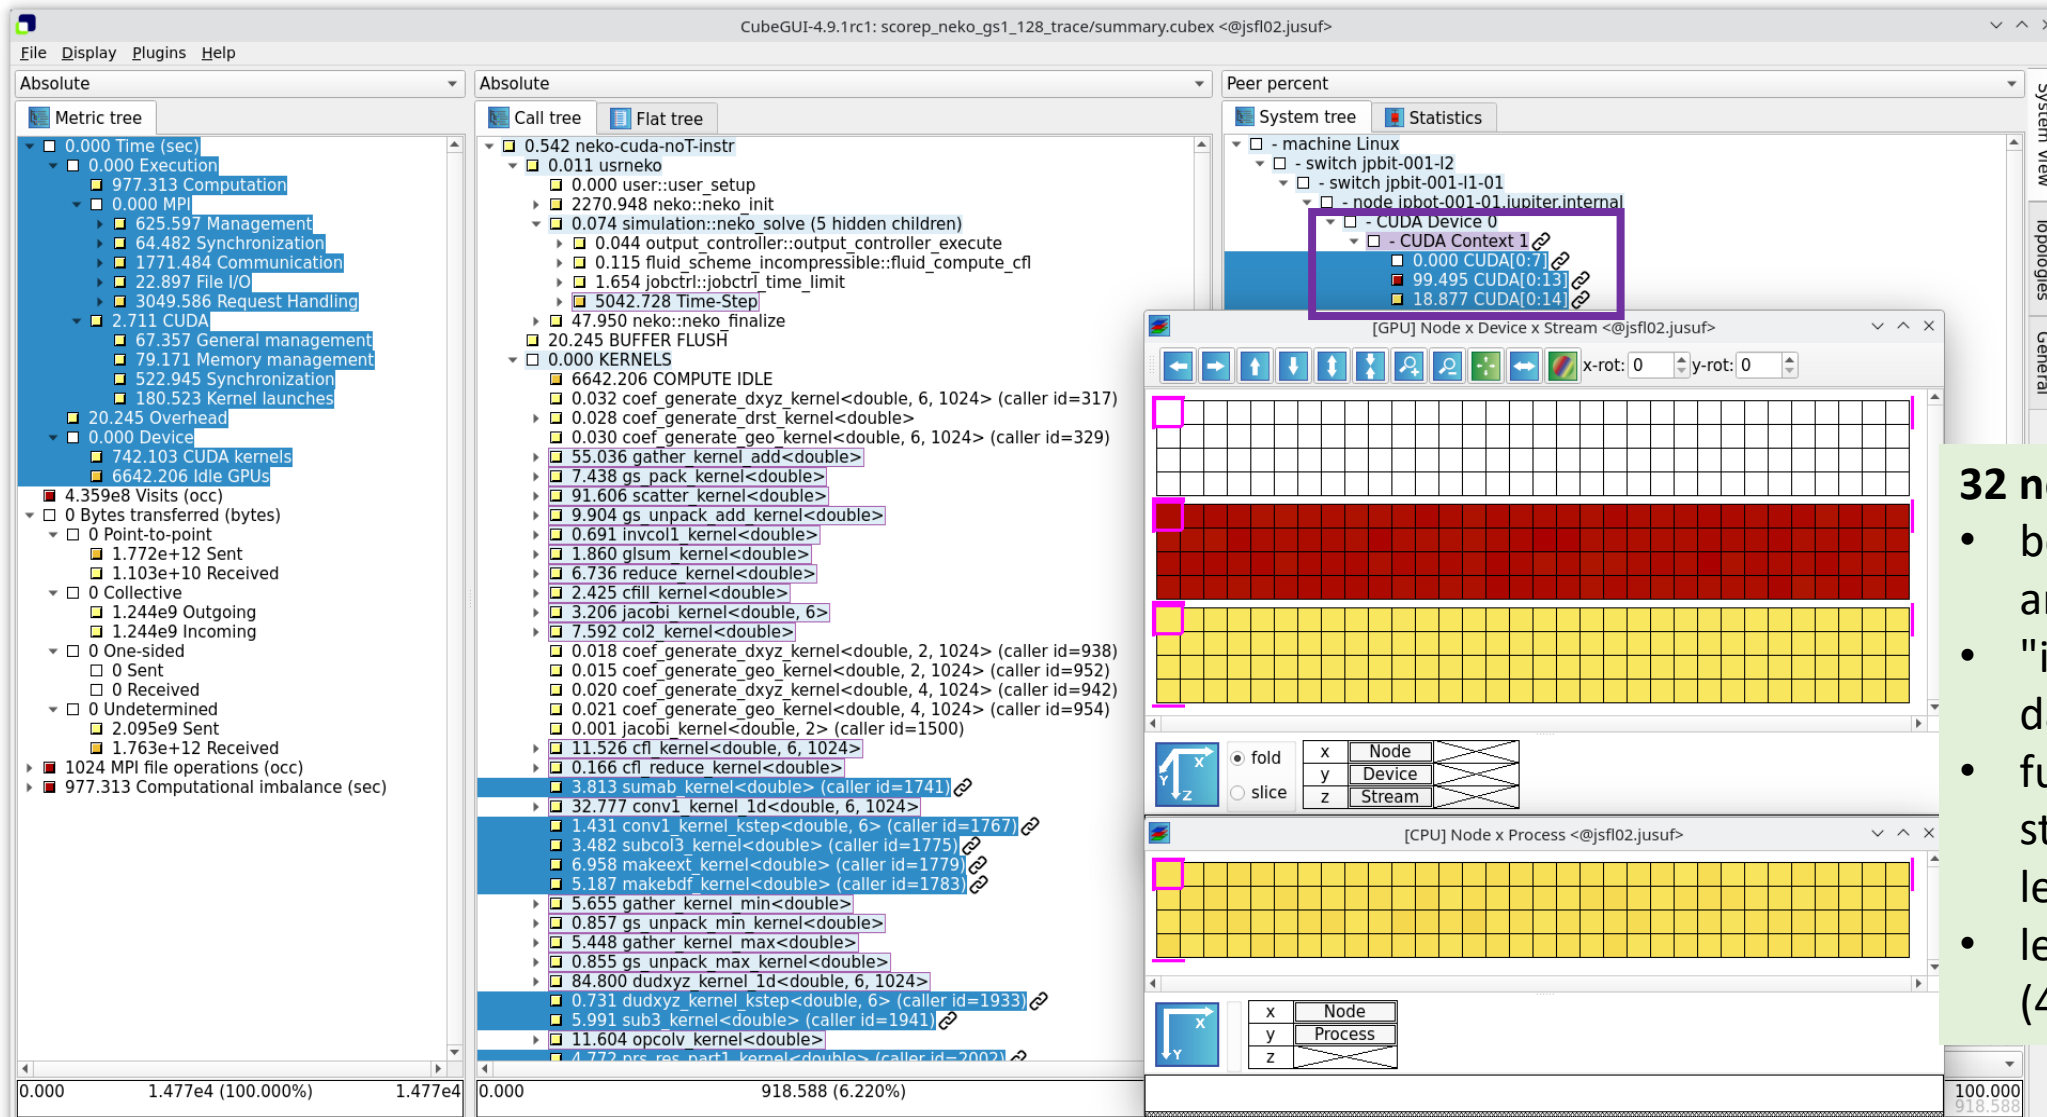 CubeGUI-4.9.1rc1: scorep_neko_gs1_128_trace/summary.cubex <@jsfl02.jusuf>
File Display Plugins Help
Absolute
Metric tree
0.000 Time (sec)
0.000 Execution
977.313 Computation
0.000 MPI
625.597 Management
64.482 Synchronization
1771.484 Communication
22.897 File I/O
3049.586 Request Handling
2.711 CUDA
67.357 General management
79.171 Memory management
522.945 Synchronization
180.523 Kernel launches
20.245 Overhead
0.000 Device
742.103 CUDA kernels
6642.206 Idle GPUs
4.359e8 Visits (occ)
0 Bytes transferred (bytes)
0 Point-to-point
1.772e+12 Sent
1.103e+10 Received
0 Collective
1.244e9 Outgoing
1.244e9 Incoming
0 One-sided
0 Sent
0 Received
0 Undetermined
2.095e9 Sent
1.763e+12 Received
1024 MPI file operations (occ)
977.313 Computational imbalance (sec)
0.000 1.477e4 (100.000%) 1.477e4
Absolute
Call tree Flat tree
0.542 neko-cuda-noT-instr
0.011 usrneko
0.000 user::user_setup
2270.948 neko::neko_init
0.074 simulation::neko_solve (5 hidden children)
0.044 output_controller::output_controller_execute
0.115 fluid_scheme_incompressible::fluid_compute_cfl
1.654 jobctrl::jobctrl_time_limit
5042.728 Time-Step
47.950 neko::neko_finalize
20.245 BUFFER FLUSH
0.000 KERNELS
6642.206 COMPUTE IDLE
0.032 coef_generate_dxyz_kernel<double, 6, 1024> (caller id=317)
0.028 coef_generate_drst_kernel<double>
0.030 coef_generate_geo_kernel<double, 6, 1024> (caller id=329)
55.036 gather_kernel_add<double>
7.438 gs_pack_kernel<double>
91.606 scatter_kernel<double>
9.904 gs_unpack_add_kernel<double>
0.691 invcol1_kernel<double>
1.860 glsum_kernel<double>
6.736 reduce_kernel<double>
2.425 cfill_kernel<double>
3.206 jacobi_kernel<double, 6>
7.592 col2_kernel<double>
0.018 coef_generate_dxyz_kernel<double, 2, 1024> (caller id=938)
0.015 coef_generate_geo_kernel<double, 2, 1024> (caller id=952)
0.020 coef_generate_dxyz_kernel<double, 4, 1024> (caller id=942)
0.021 coef_generate_geo_kernel<double, 4, 1024> (caller id=954)
0.001 jacobi_kernel<double, 2> (caller id=1500)
11.526 cfl_kernel<double, 6, 1024>
0.166 cfl_reduce_kernel<double>
3.813 sumab_kernel<double> (caller id=1741)
32.777 conv1_kernel_1d<double, 6, 1024>
1.431 conv1_kernel_kstep<double, 6> (caller id=1767)
3.482 subcol3_kernel<double> (caller id=1775)
6.958 makeext_kernel<double> (caller id=1779)
5.187 makebdf_kernel<double> (caller id=1783)
5.655 gather_kernel_min<double>
0.857 gs_unpack_min_kernel<double>
5.448 gather_kernel_max<double>
0.855 gs_unpack_max_kernel<double>
84.800 dudxyz_kernel_1d<double, 6, 1024>
0.731 dudxyz_kernel_kstep<double, 6> (caller id=1933)
5.991 sub3_kernel<double> (caller id=1941)
11.604 opcolv_kernel<double>
4.772 prs_res_part1_kernel<double> (caller id=2002)
0.000 918.588 (6.220%)
Peer percent
System tree Statistics
- machine Linux
- switch jpbit-001-l2
- switch jpbit-001-l1-01
- node jpbot-001-01.jupiter.internal
- CUDA Device 0
- CUDA Context 1
0.000 CUDA[0:7]
99.495 CUDA[0:13]
18.877 CUDA[0:14]
[GPU] Node x Device x Stream <@jsfl02.jusuf>
x-rot: 0 y-rot: 0
X
Y
Z
fold
slice
x Node
y Device
z Stream
[CPU] Node x Process <@jsfl02.jusuf>
X
Y
x Node
y Process
z
100.000
918.588
System View
Topologies
General
32 n
• b
a
• "i
d
• fu
st
le
• le
(4